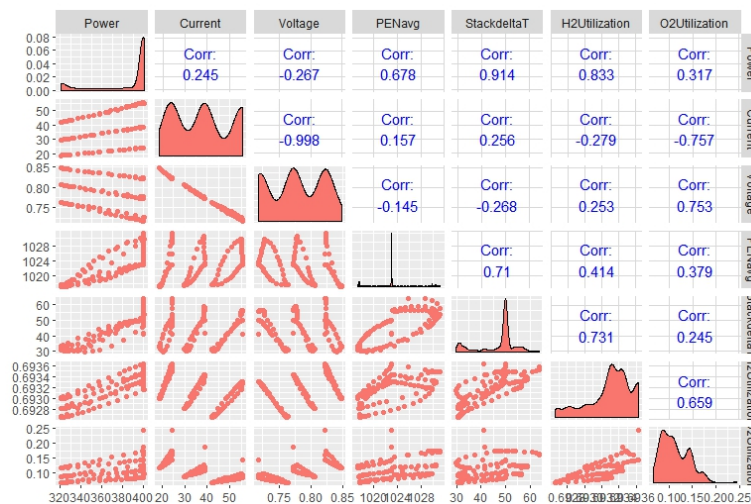 Power Current Voltage PENavg StackdeltaT H2Utilization O2Utilization
0.08
0.06
0.04
0.02
0.00
Corr:
0.245
Corr:
-0.267
Corr:
0.678
Corr:
0.914
Corr:
0.833
Corr:
0.317
50
40
30
20
Corr:
-0.998
Corr:
0.157
Corr:
0.256
Corr:
-0.279
Corr:
-0.757
0.85
0.80
0.75
Corr:
-0.145
Corr:
-0.268
Corr:
0.253
Corr:
0.753
1028
1024
1020
Corr:
0.71
Corr:
0.414
Corr:
0.379
60
50
40
30
Corr:
0.731
Corr:
0.245
0.6936
0.6934
0.6932
0.6930
0.6928
Corr:
0.659
0.25
0.20
0.15
0.10
320340360380400 20 30 40 50 0.75 0.80 0.85 1020 1024 1028 30 40 50 60 0.10 0.15